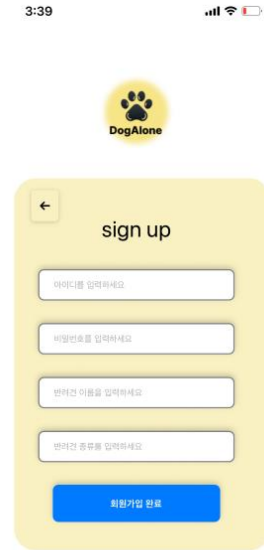 3:39
DogAlone
sign up
아이디를 입력하세요
비밀번호를 입력하세요
반려견 이름을 입력하세요
반려견 종류를 입력하세요
회원가입 완료